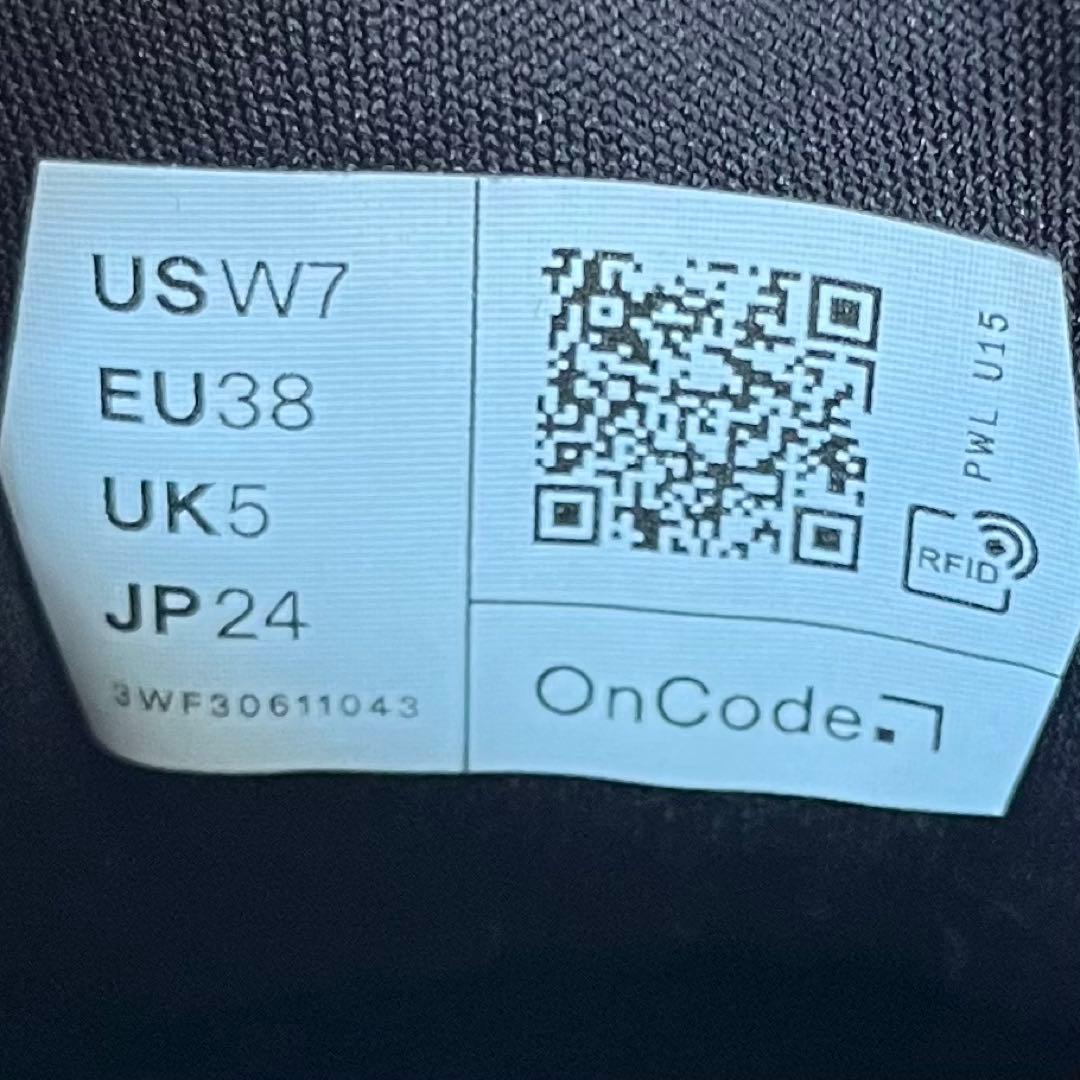 USW7
EU38
UK5
JP24
3WF30611043
PWL U15
RFID
OnCode